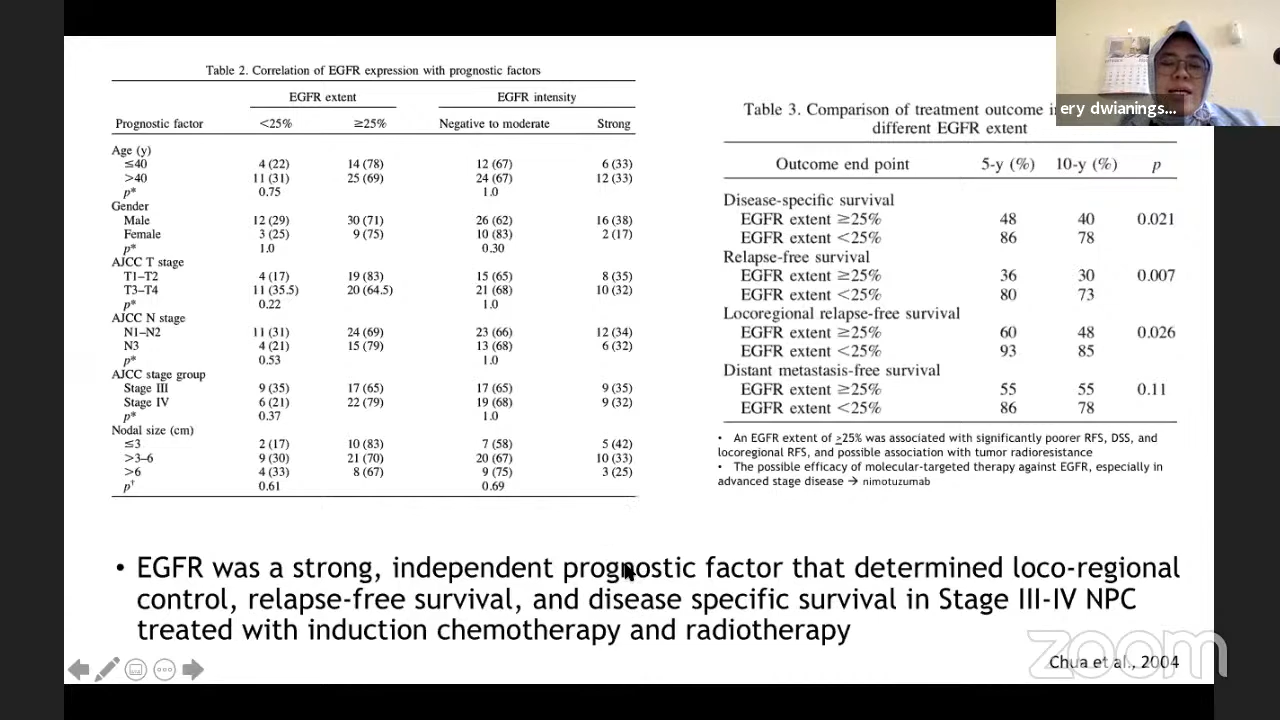 Table 2. Correlation of EGFR expression with prognostic factors
EGFR extent EGFR intensity
Prognostic factor <25% ≥25% Negative to moderate Strong
Age (y)
≤40 4 (22) 14 (78) 12 (67) 6 (33)
>40 11 (31) 25 (69) 24 (67) 12 (33)
p* 0.75 1.0
Gender
Male 12 (29) 30 (71) 26 (62) 16 (38)
Female 3 (25) 9 (75) 10 (83) 2 (17)
p* 1.0 0.30
AJCC T stage
T1–T2 4 (17) 19 (83) 15 (65) 8 (35)
T3–T4 11 (35.5) 20 (64.5) 21 (68) 10 (32)
p* 0.22 1.0
AJCC N stage
N1–N2 11 (31) 24 (69) 23 (66) 12 (34)
N3 4 (21) 15 (79) 13 (68) 6 (32)
p* 0.53 1.0
AJCC stage group
Stage III 9 (35) 17 (65) 17 (65) 9 (35)
Stage IV 6 (21) 22 (79) 19 (68) 9 (32)
p* 0.37 1.0
Nodal size (cm)
≤3 2 (17) 10 (83) 7 (58) 5 (42)
>3–6 9 (30) 21 (70) 20 (67) 10 (33)
>6 4 (33) 8 (67) 9 (75) 3 (25)
p† 0.61 0.69
ery dwianings...
Table 3. Comparison of treatment outcome
different EGFR extent
Outcome end point 5-y (%) 10-y (%) p
Disease-specific survival
EGFR extent ≥25% 48 40 0.021
EGFR extent <25% 86 78
Relapse-free survival
EGFR extent ≥25% 36 30 0.007
EGFR extent <25% 80 73
Locoregional relapse-free survival
EGFR extent ≥25% 60 48 0.026
EGFR extent <25% 93 85
Distant metastasis-free survival
EGFR extent ≥25% 55 55 0.11
EGFR extent <25% 86 78
• An EGFR extent of ≥25% was associated with significantly poorer RFS, DSS, and
locoregional RFS, and possible association with tumor radioresistance
• The possible efficacy of molecular-targeted therapy against EGFR, especially in
advanced stage disease → nimotuzumab
• EGFR was a strong, independent prognostic factor that determined loco-regional
control, relapse-free survival, and disease specific survival in Stage III-IV NPC
treated with induction chemotherapy and radiotherapy
zoom
Chua et al., 2004